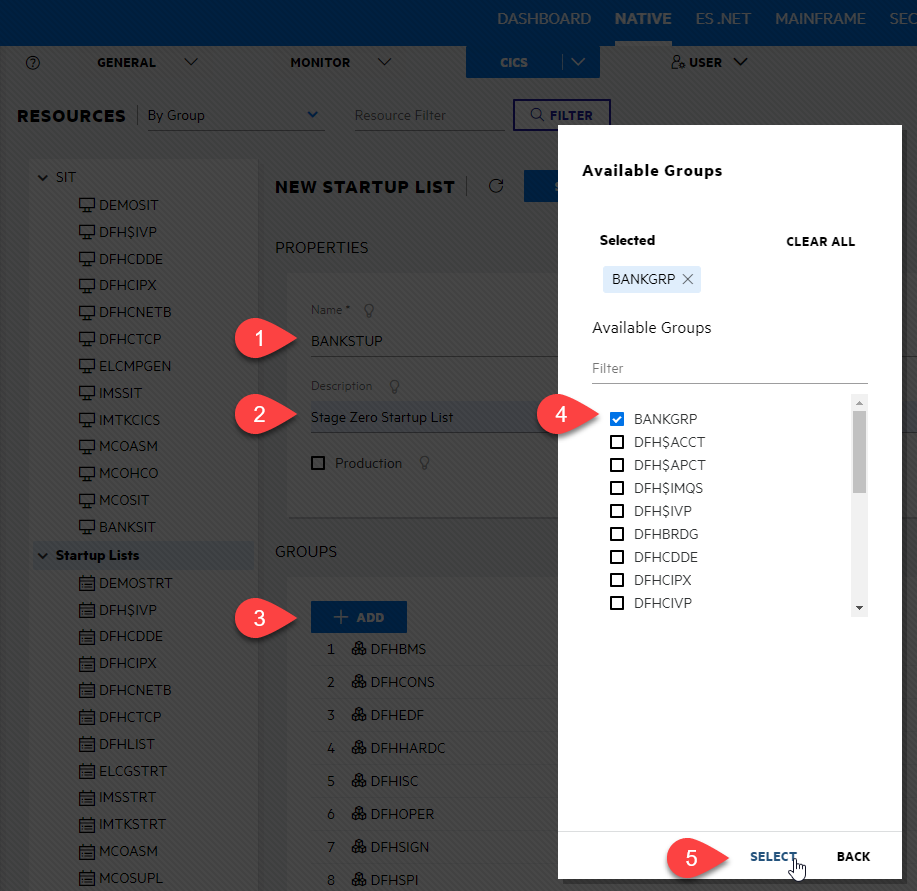 DASHBOARD NATIVE ES .NET MAINFRAME SEC
GENERAL MONITOR CICS USER
RESOURCES By Group Resource Filter FILTER
SIT
DEMOSIT
DFH$IVP
DFHCDDE
DFHCIPX
DFHCNETB
DFHCTCP
ELCMPGEN
IMSSIT
IMTKCICS
MCOASM
MCOHCO
MCOSIT
BANKSIT
Startup Lists
DEMOSTRT
DFH$IVP
DFHCDDE
DFHCIPX
DFHCNETB
DFHCTCP
DFHLIST
ELCGSTRT
IMSSTRT
IMTKSTRT
MCOASM
MCOSUPL
NEW STARTUP LIST
PROPERTIES
Name *
1 BANKSTUP
Description
2 Stage Zero Startup List
Production
GROUPS
3 + ADD
1 DFHBMS
2 DFHCONS
3 DFHEDF
4 DFHHARDC
5 DFHISC
6 DFHOPER
7 DFHSIGN
8 DFHSPI
Available Groups
Selected CLEAR ALL
BANKGRP
Available Groups
Filter
4 BANKGRP
DFH$ACCT
DFH$APCT
DFH$IMQS
DFH$IVP
DFHBRDG
DFHCDDE
DFHCIPX
DFHCIVP
5 SELECT BACK